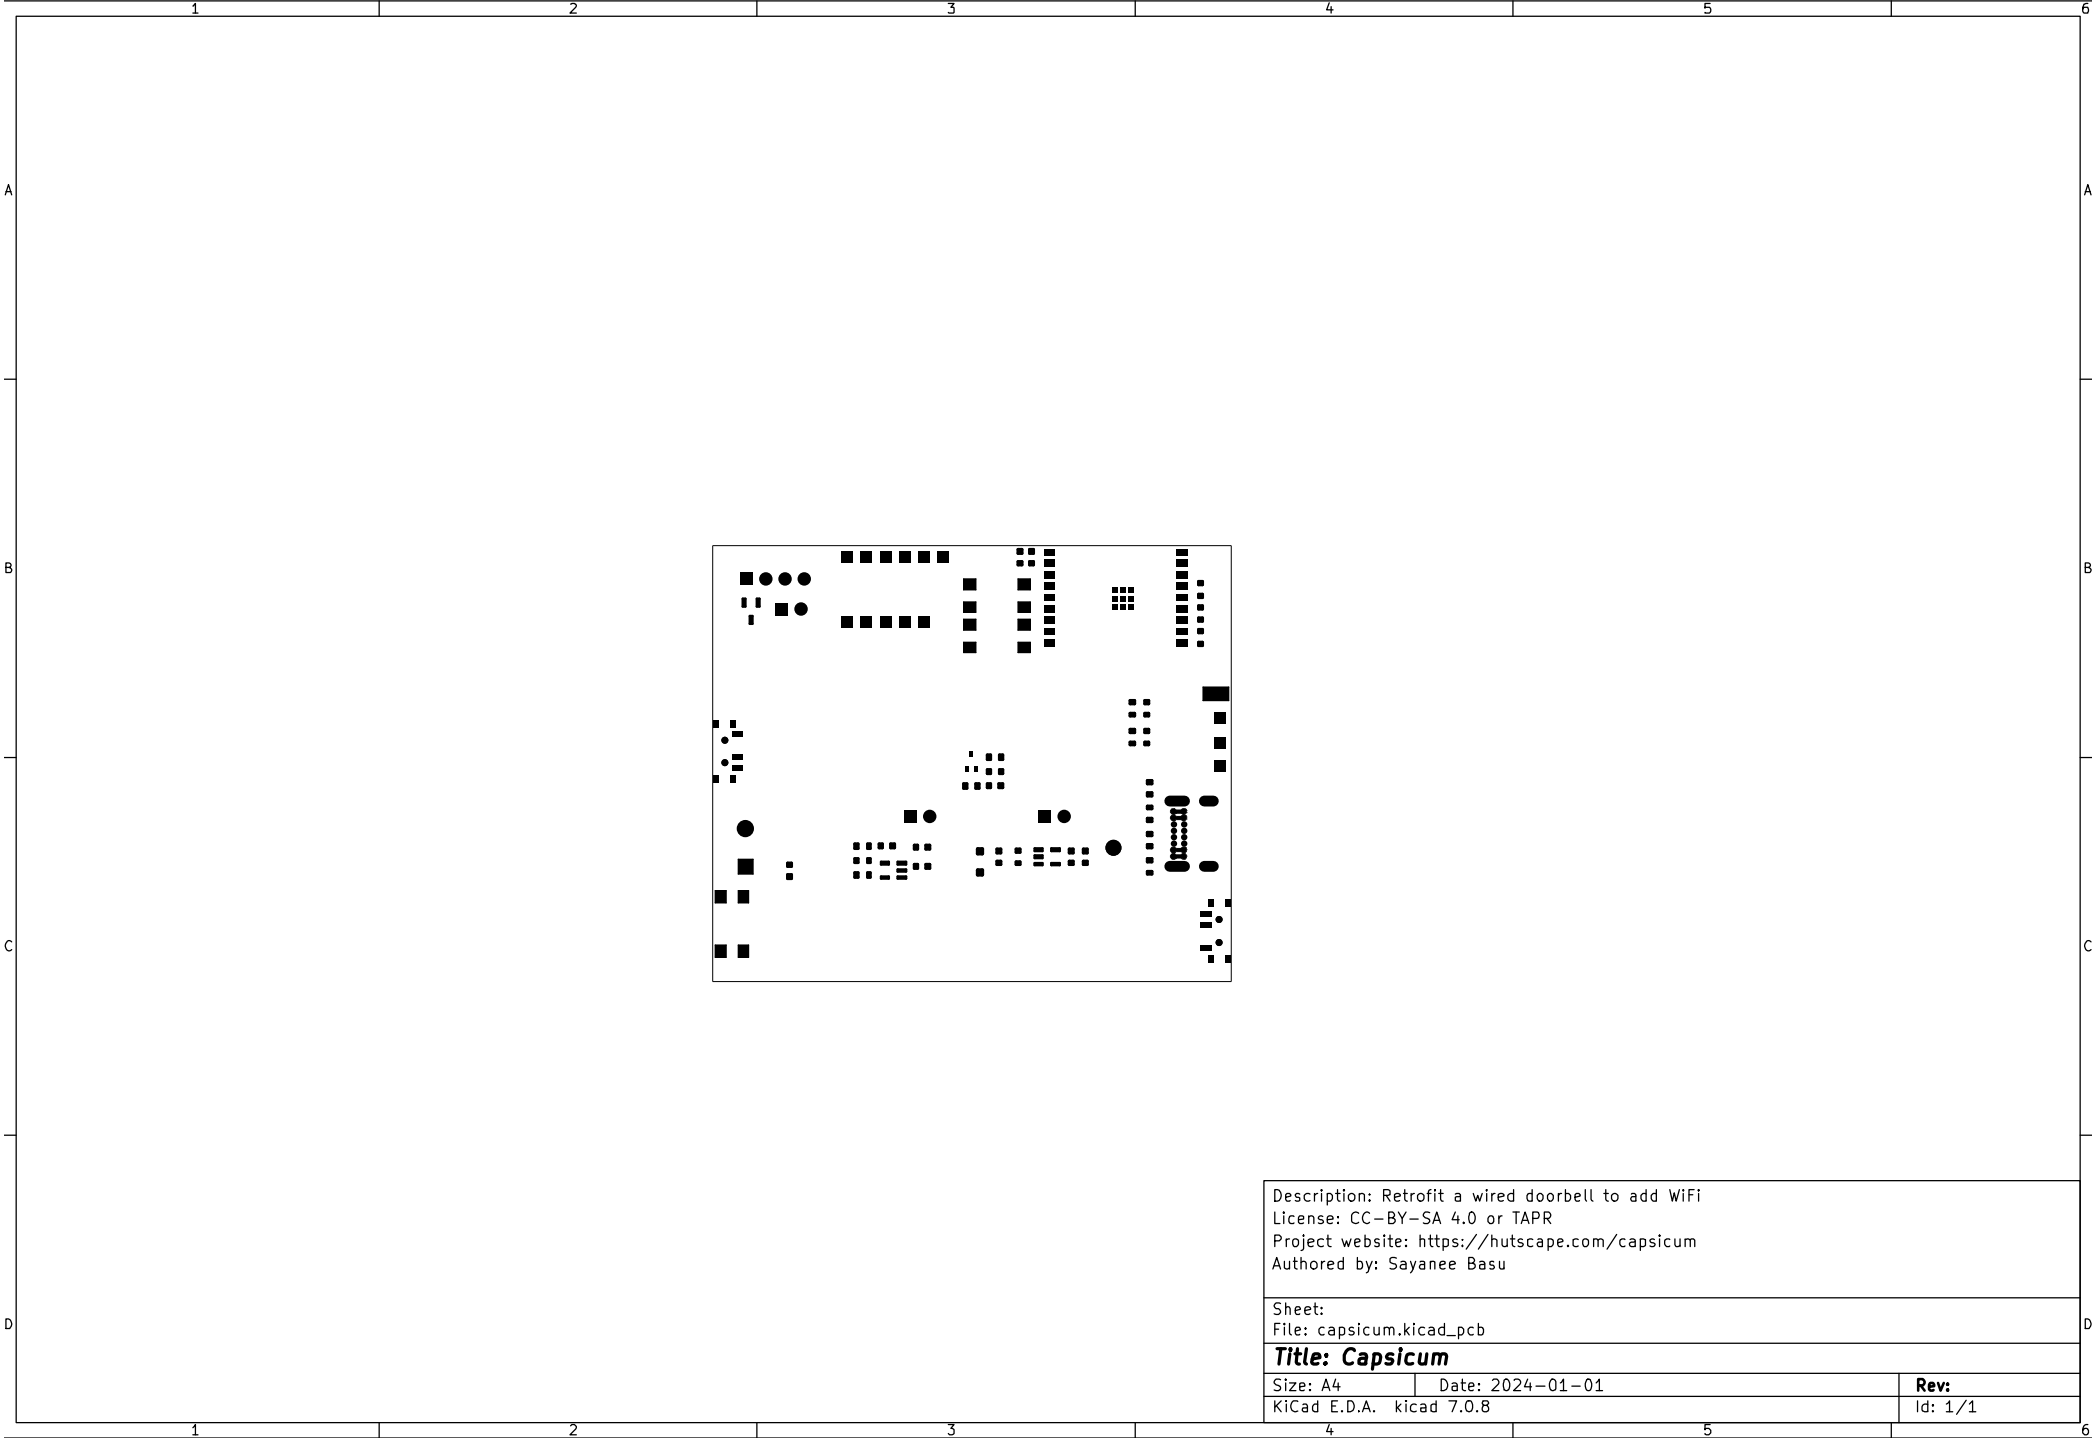 1 2 3 4 5 6
A A
B B
C C
D D
Description: Retrofit a wired doorbell to add WiFi
License: CC-BY-SA 4.0 or TAPR
Project website: https://hutscape.com/capsicum
Authored by: Sayanee Basu
Sheet:
File: capsicum.kicad_pcb
Title: Capsicum
Size: A4 Date: 2024-01-01 Rev:
KiCad E.D.A. kicad 7.0.8 Id: 1/1
1 2 3 4 5 6